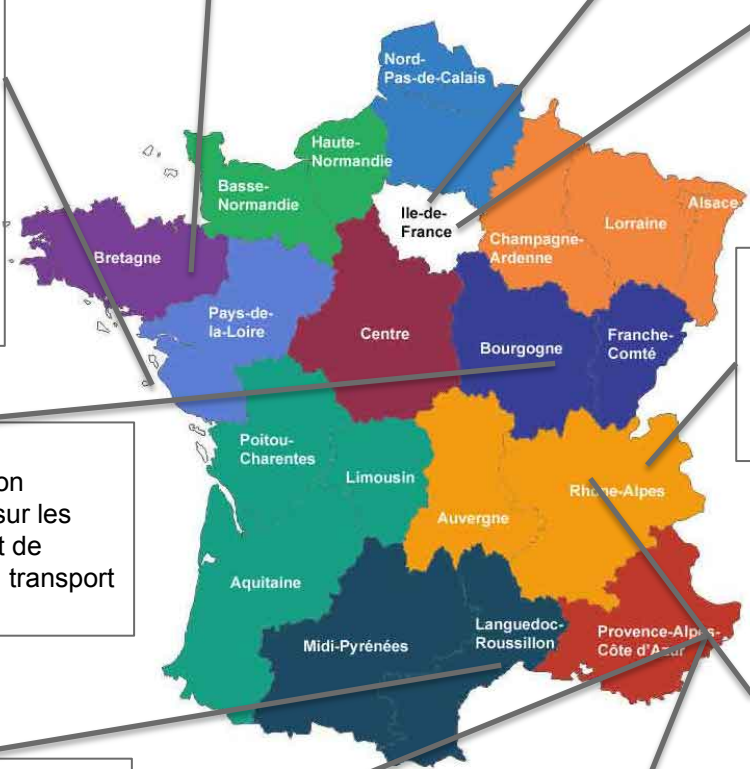 Nord-
Pas-de-Calais
Haute-
Normandie
Basse-
Normandie
Ile-de-
France
Champagne-
Ardenne
Lorraine
Alsace
Bretagne
Pays-de-
la-Loire
Centre
Bourgogne
Franche-
Comté
Poitou-
Charentes
Limousin
Auvergne
Rhône-Alpes
Aquitaine
Midi-Pyrénées
Languedoc-
Roussillon
Provence-Alpes-
Côte d'Azur
on
sur les
t de
transport